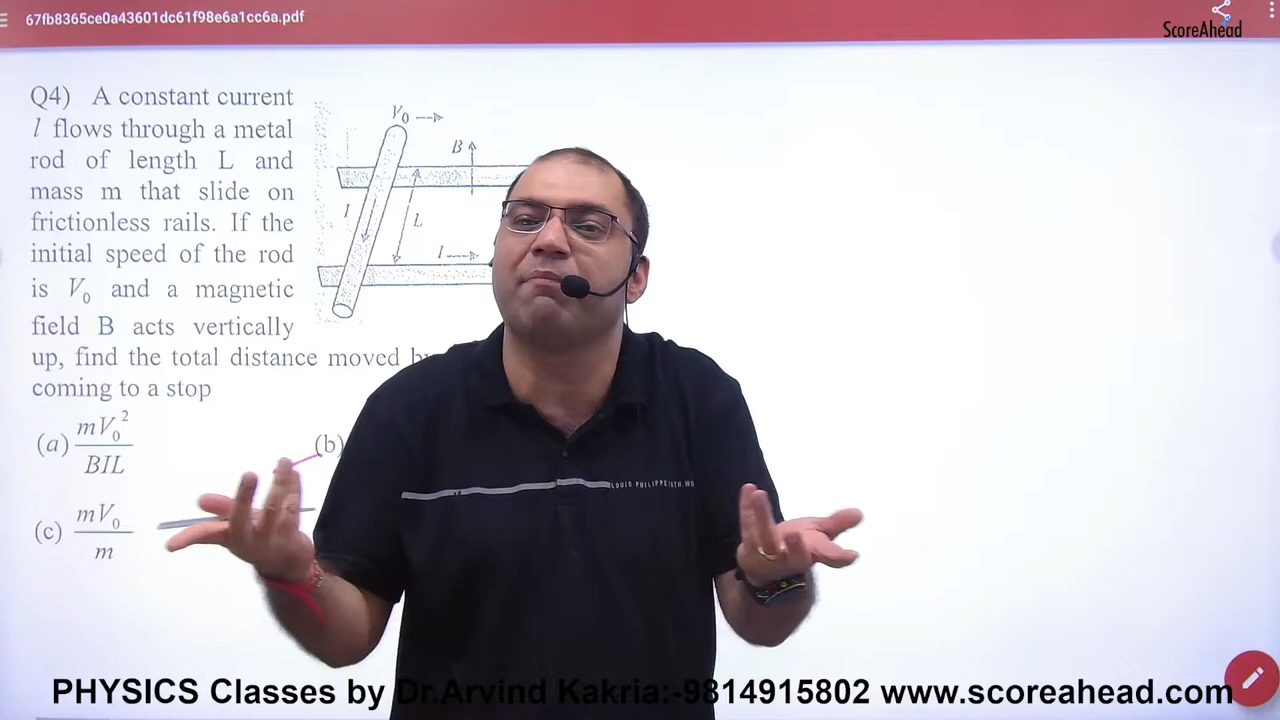 67fb8365ce0a43601dc61f98e6a1cc6a.pdf
ScoreAhead
Q4) A constant current
l flows through a metal
rod of length L and
mass m that slide on
frictionless rails. If the
initial speed of the rod
is V₀ and a magnetic
field B acts vertically
up, find the total distance moved
coming to a stop
V₀
B
I
L
I
(a) mV₀²
BIL
(b)
(c) mV₀
m
LOUIS PHILIPPE
PHYSICS Classes by Dr.Arvind Kakria:-9814915802 www.scoreahead.com